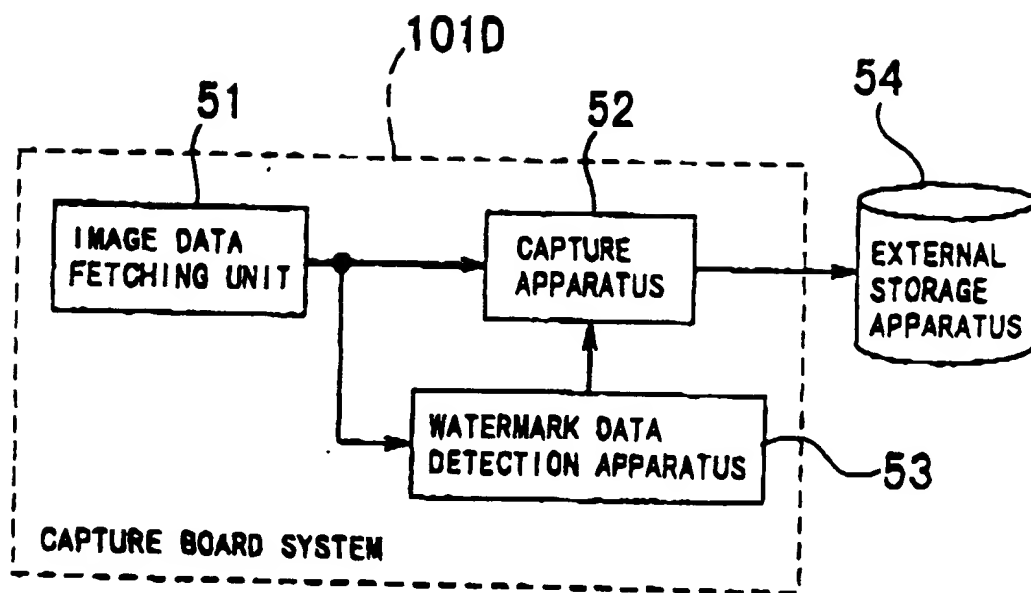 101D
51
52
54
IMAGE DATA
FETCHING UNIT
CAPTURE
APPARATUS
EXTERNAL
STORAGE
APPARATUS
WATERMARK DATA
DETECTION APPARATUS
53
CAPTURE BOARD SYSTEM